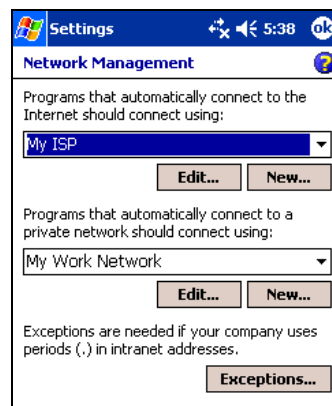 Settings 5:38 ok
Network Management ?
Programs that automatically connect to the
Internet should connect using:
My ISP
Edit... New...
Programs that automatically connect to a
private network should connect using:
My Work Network
Edit... New...
Exceptions are needed if your company uses
periods (.) in intranet addresses.
Exceptions...